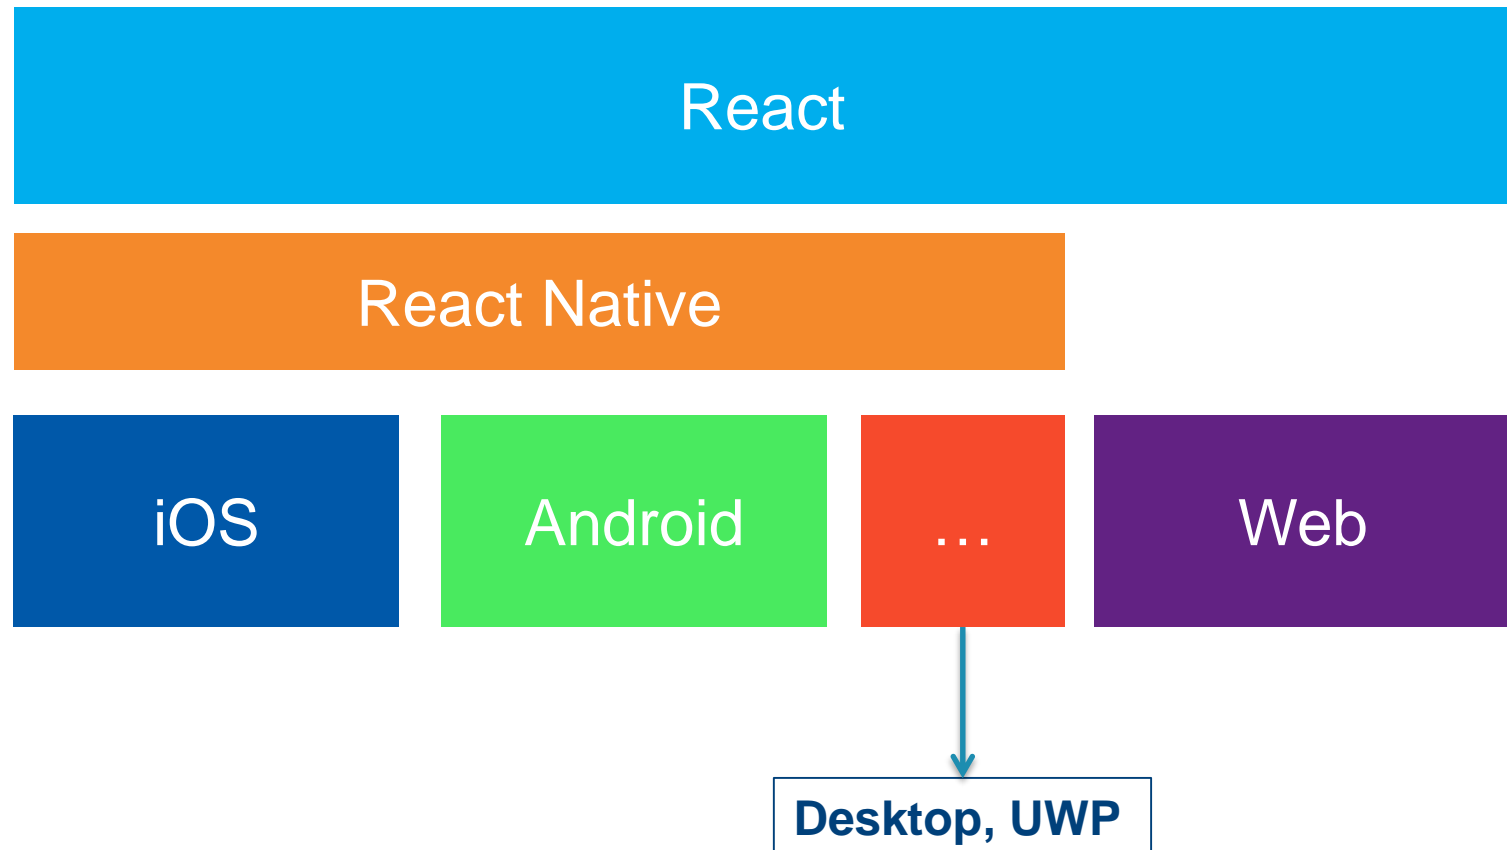 React
React Native
iOS
Android
…
Web
Desktop, UWP